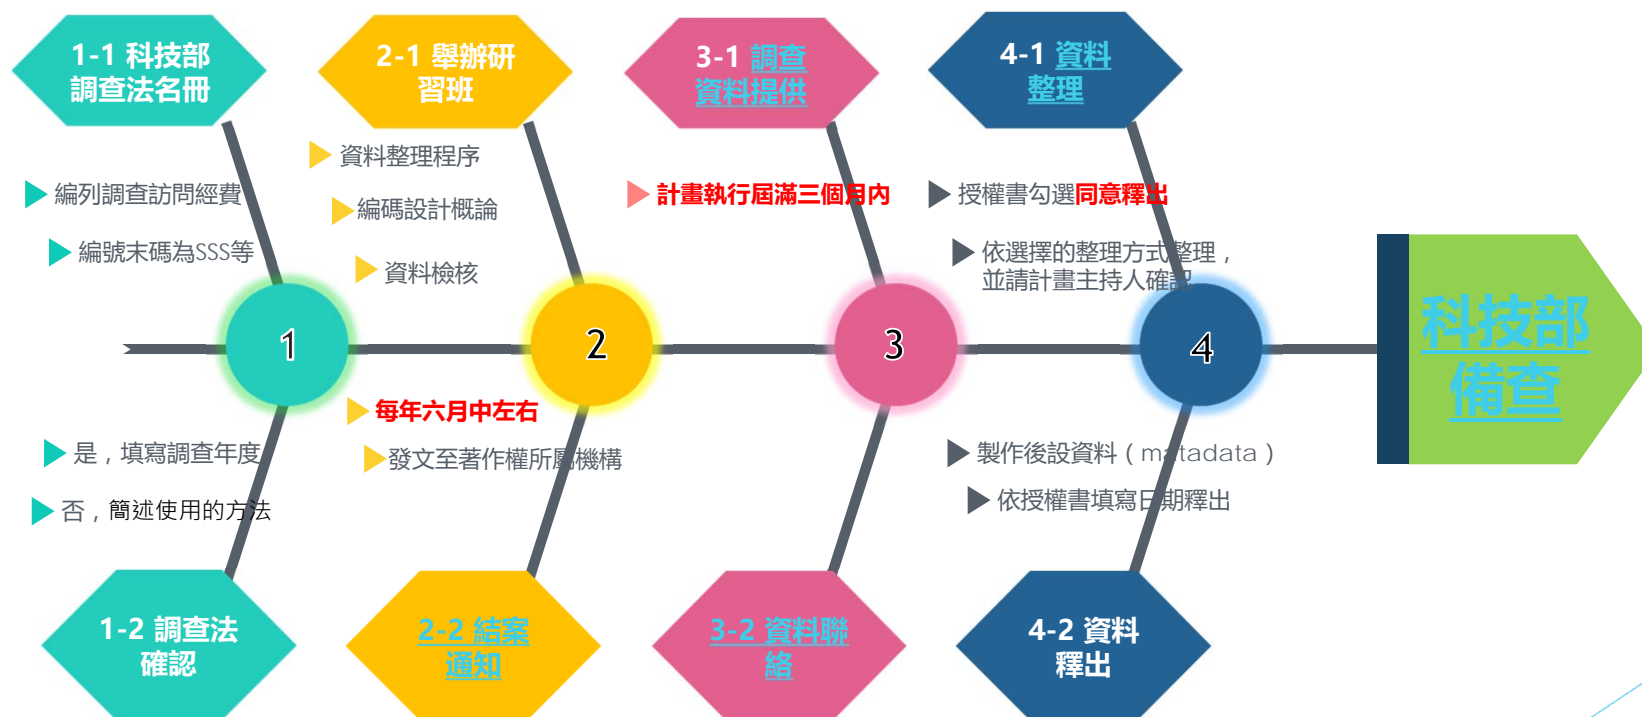 1-1 科技部
調查法名冊
編列調查訪問經費
編號末碼為SSS等
1
是，填寫調查年度
否，簡述使用的方法
1-2 調查法
確認
2-1 舉辦研
習班
資料整理程序
編碼設計概論
資料檢核
2
每年六月中左右
發文至著作權所屬機構
2-2 結案
通知
3-1 調查
資料提供
計畫執行屆滿三個月內
3
3-2 資料聯
絡
4-1 資料
整理
授權書勾選同意釋出
依選擇的整理方式整理，
並請計畫主持人確認
4
製作後設資料（matadata）
依授權書填寫日期釋出
4-2 資料
釋出
科技部
備查